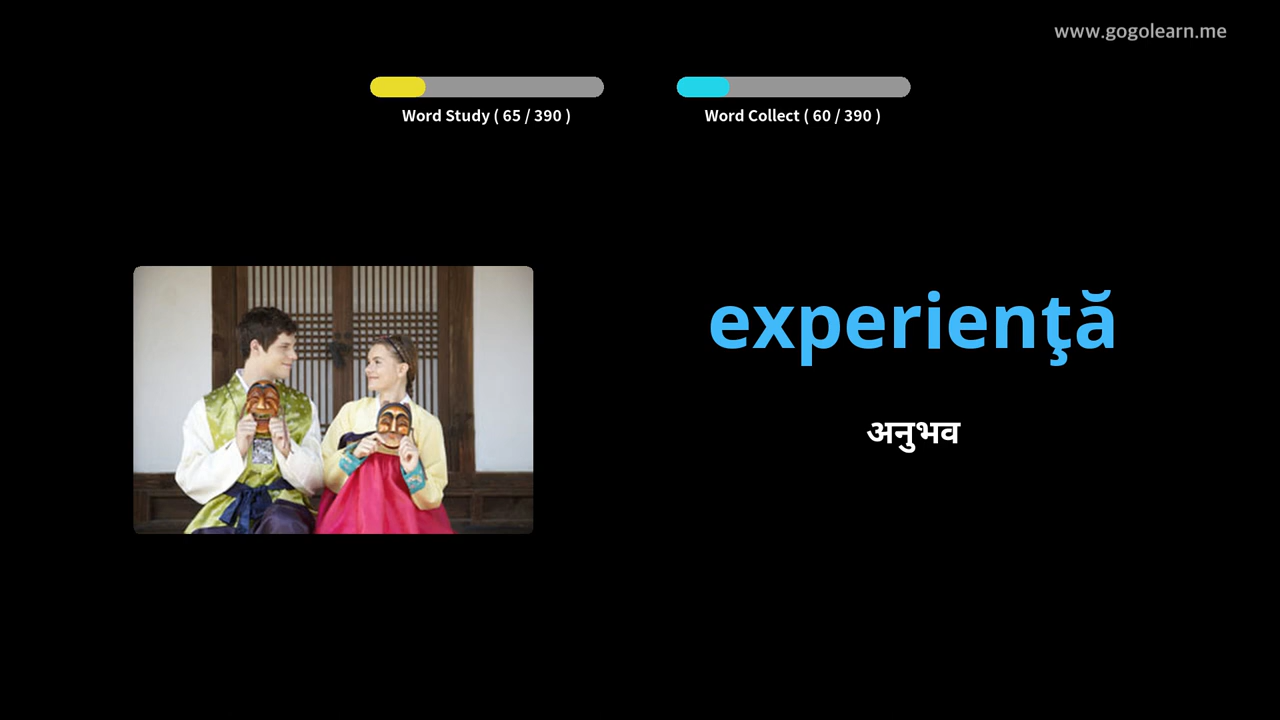 www.gogolearn.me
Word Study ( 65 / 390 )
Word Collect ( 60 / 390 )
experienţă
अनुभव